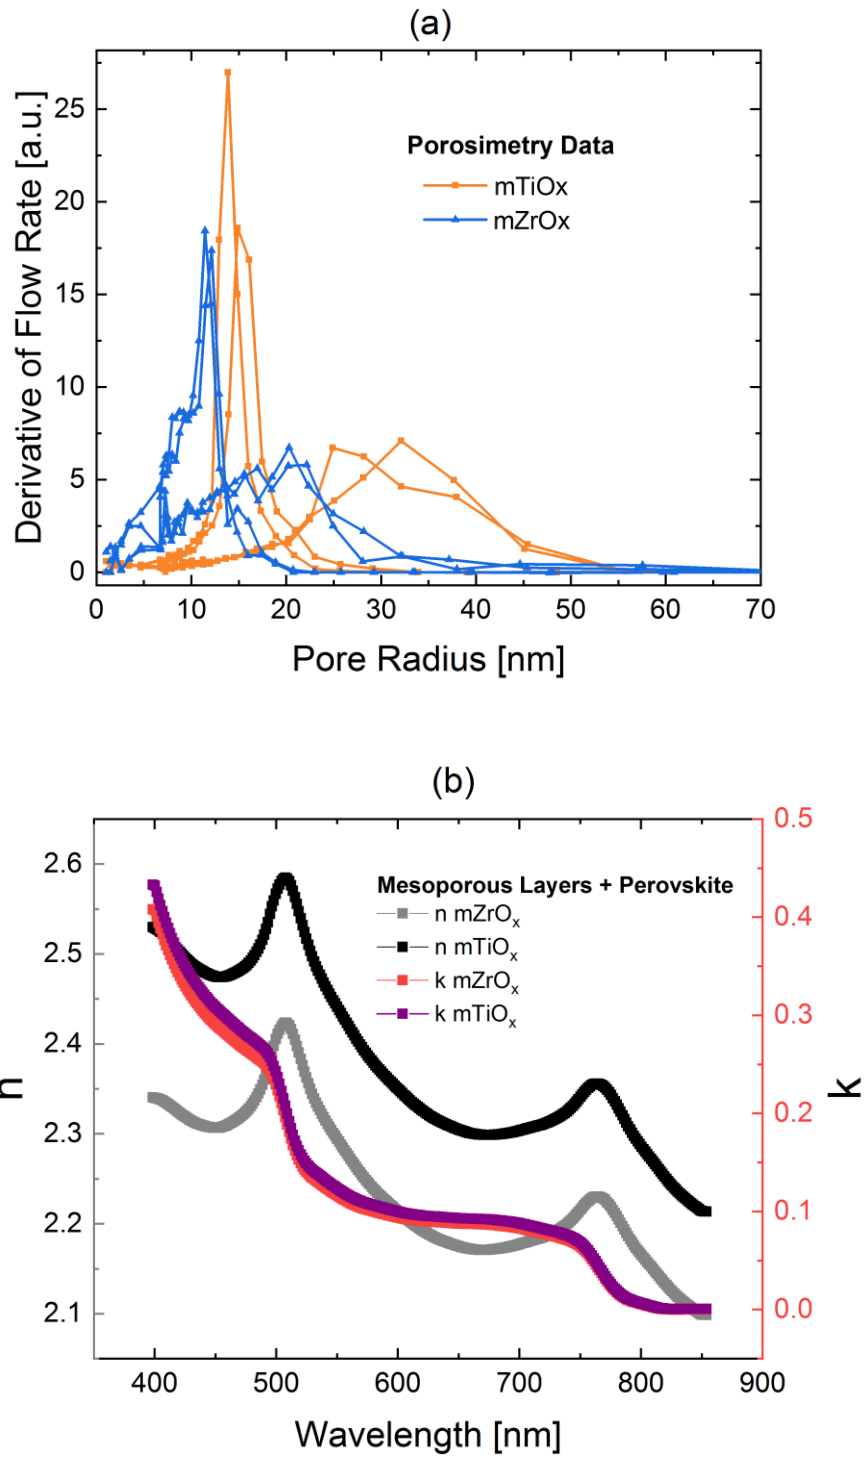 (a)
Derivative of Flow Rate [a.u.]
25
20
15
10
5
0
Porosimetry Data
mTiOx
mZrOx
0 10 20 30 40 50 60 70
Pore Radius [nm]
(b)
n
2.6
2.5
2.4
2.3
2.2
2.1
Mesoporous Layers + Perovskite
n mZrOₓ
n mTiOₓ
k mZrOₓ
k mTiOₓ
0.5
0.4
0.3
0.2
0.1
0.0
k
400 500 600 700 800 900
Wavelength [nm]